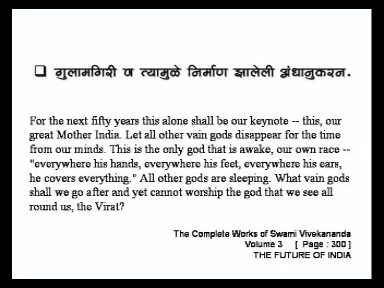 ❑ गुलामगिरी व त्यामुळे निर्माण झालेली अंधानुकरन.
For the next fifty years this alone shall be our keynote -- this, our
great Mother India. Let all other vain gods disappear for the time
from our minds. This is the only god that is awake, our own race --
"everywhere his hands, everywhere his feet, everywhere his ears,
he covers everything." All other gods are sleeping. What vain gods
shall we go after and yet cannot worship the god that we see all
round us, the Virat?
The Complete Works of Swami Vivekananda
Volume 3 [ Page : 300 ]
THE FUTURE OF INDIA